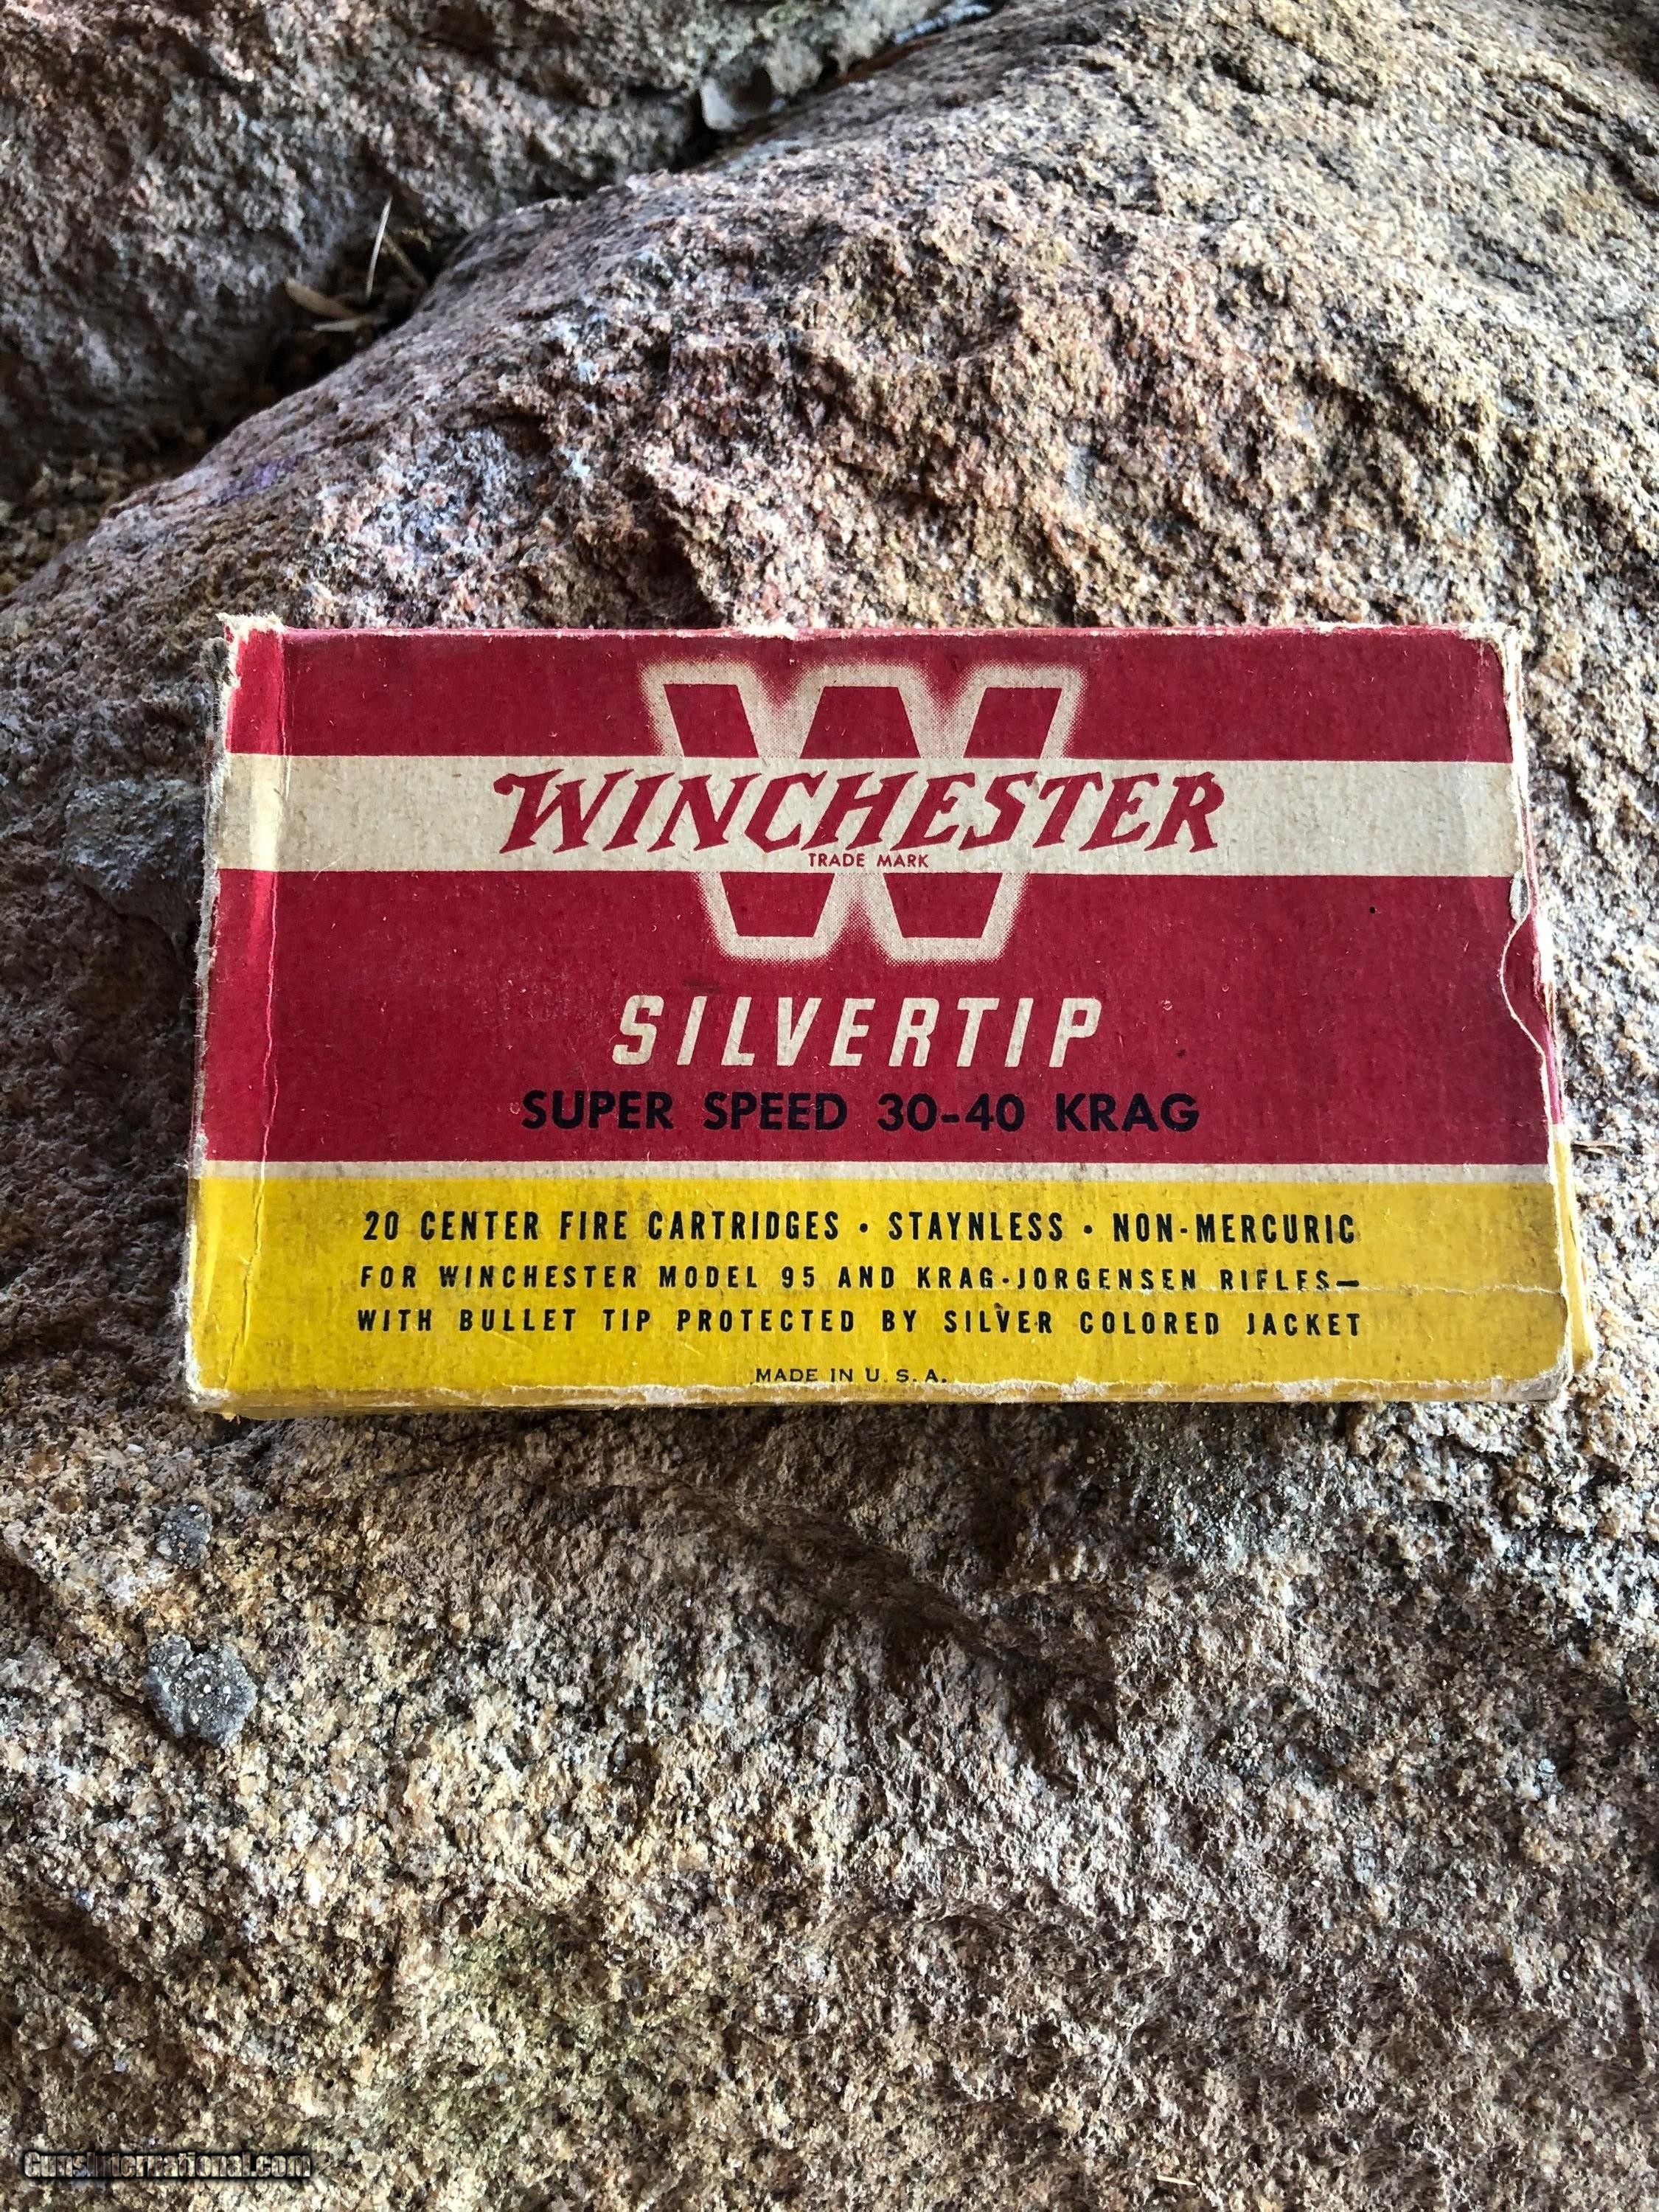 W
WINCHESTER
TRADE MARK
SILVERTIP
SUPER SPEED 30-40 KRAG
20 CENTER FIRE CARTRIDGES • STAYNLESS • NON-MERCURIC
FOR WINCHESTER MODEL 95 AND KRAG-JORGENSEN RIFLES—
WITH BULLET TIP PROTECTED BY SILVER COLORED JACKET
MADE IN U.S.A.
GunsInternational.com